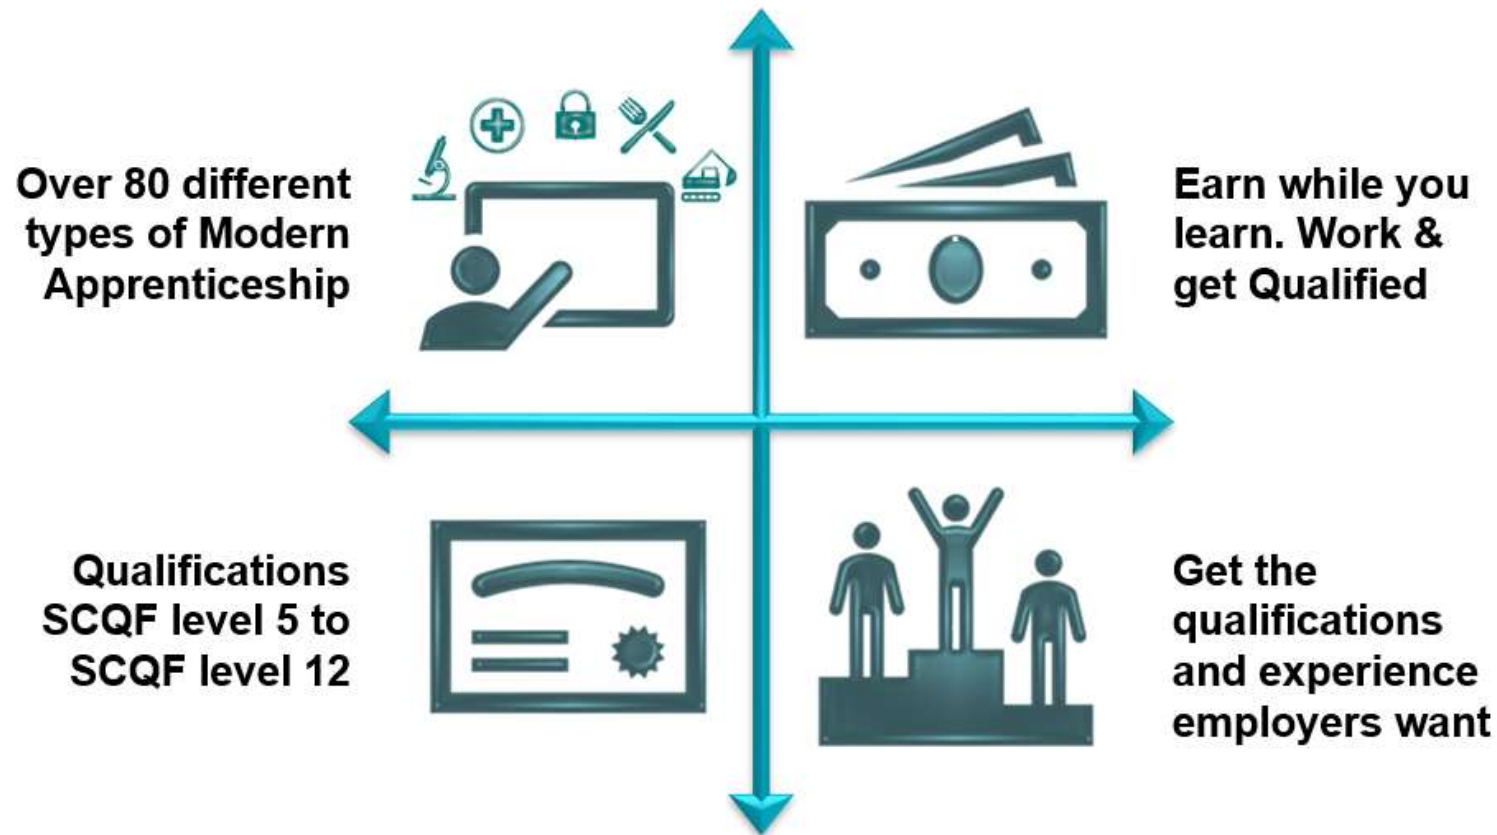 Over 80 different
types of Modern
Apprenticeship
Earn while you
learn. Work &
get Qualified
Qualifications
SCQF level 5 to
SCQF level 12
Get the
qualifications
and experience
employers want